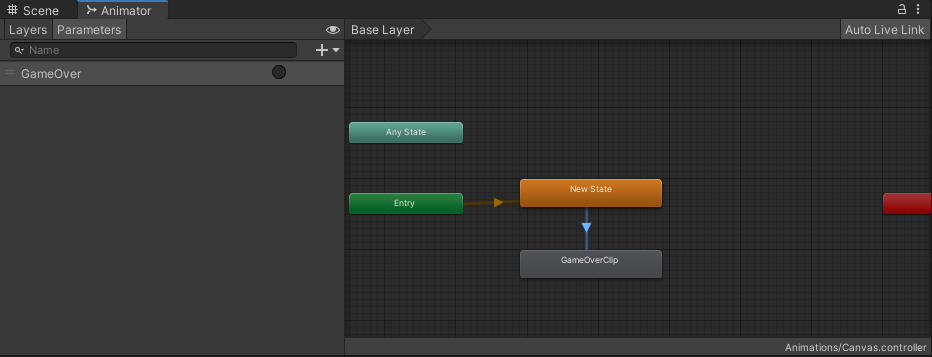 Scene Animator
Layers Parameters Base Layer Auto Live Link
Name
GameOver
Any State
New State
Entry
GameOverClip
Animations/Canvas.controller